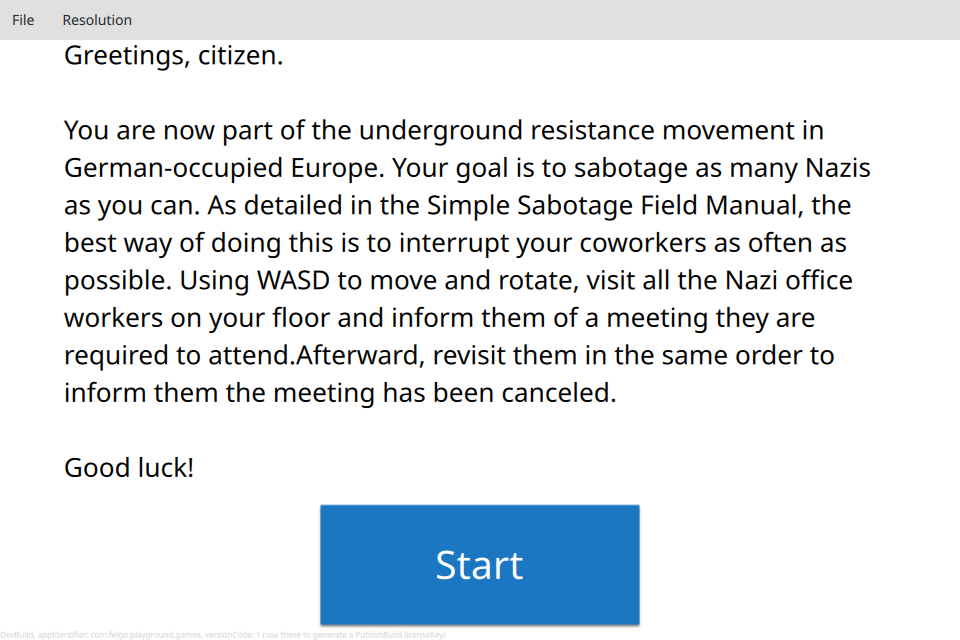 File Resolution
Greetings, citizen.
You are now part of the underground resistance movement in
German-occupied Europe. Your goal is to sabotage as many Nazis
as you can. As detailed in the Simple Sabotage Field Manual, the
best way of doing this is to interrupt your coworkers as often as
possible. Using WASD to move and rotate, visit all the Nazi office
workers on your floor and inform them of a meeting they are
required to attend.Afterward, revisit them in the same order to
inform them the meeting has been canceled.
Good luck!
Start
DevBuild, appIdentifier: com.felgo.playground.games, versionCode: 1 (use these to generate a PublishBuild licenseKey)